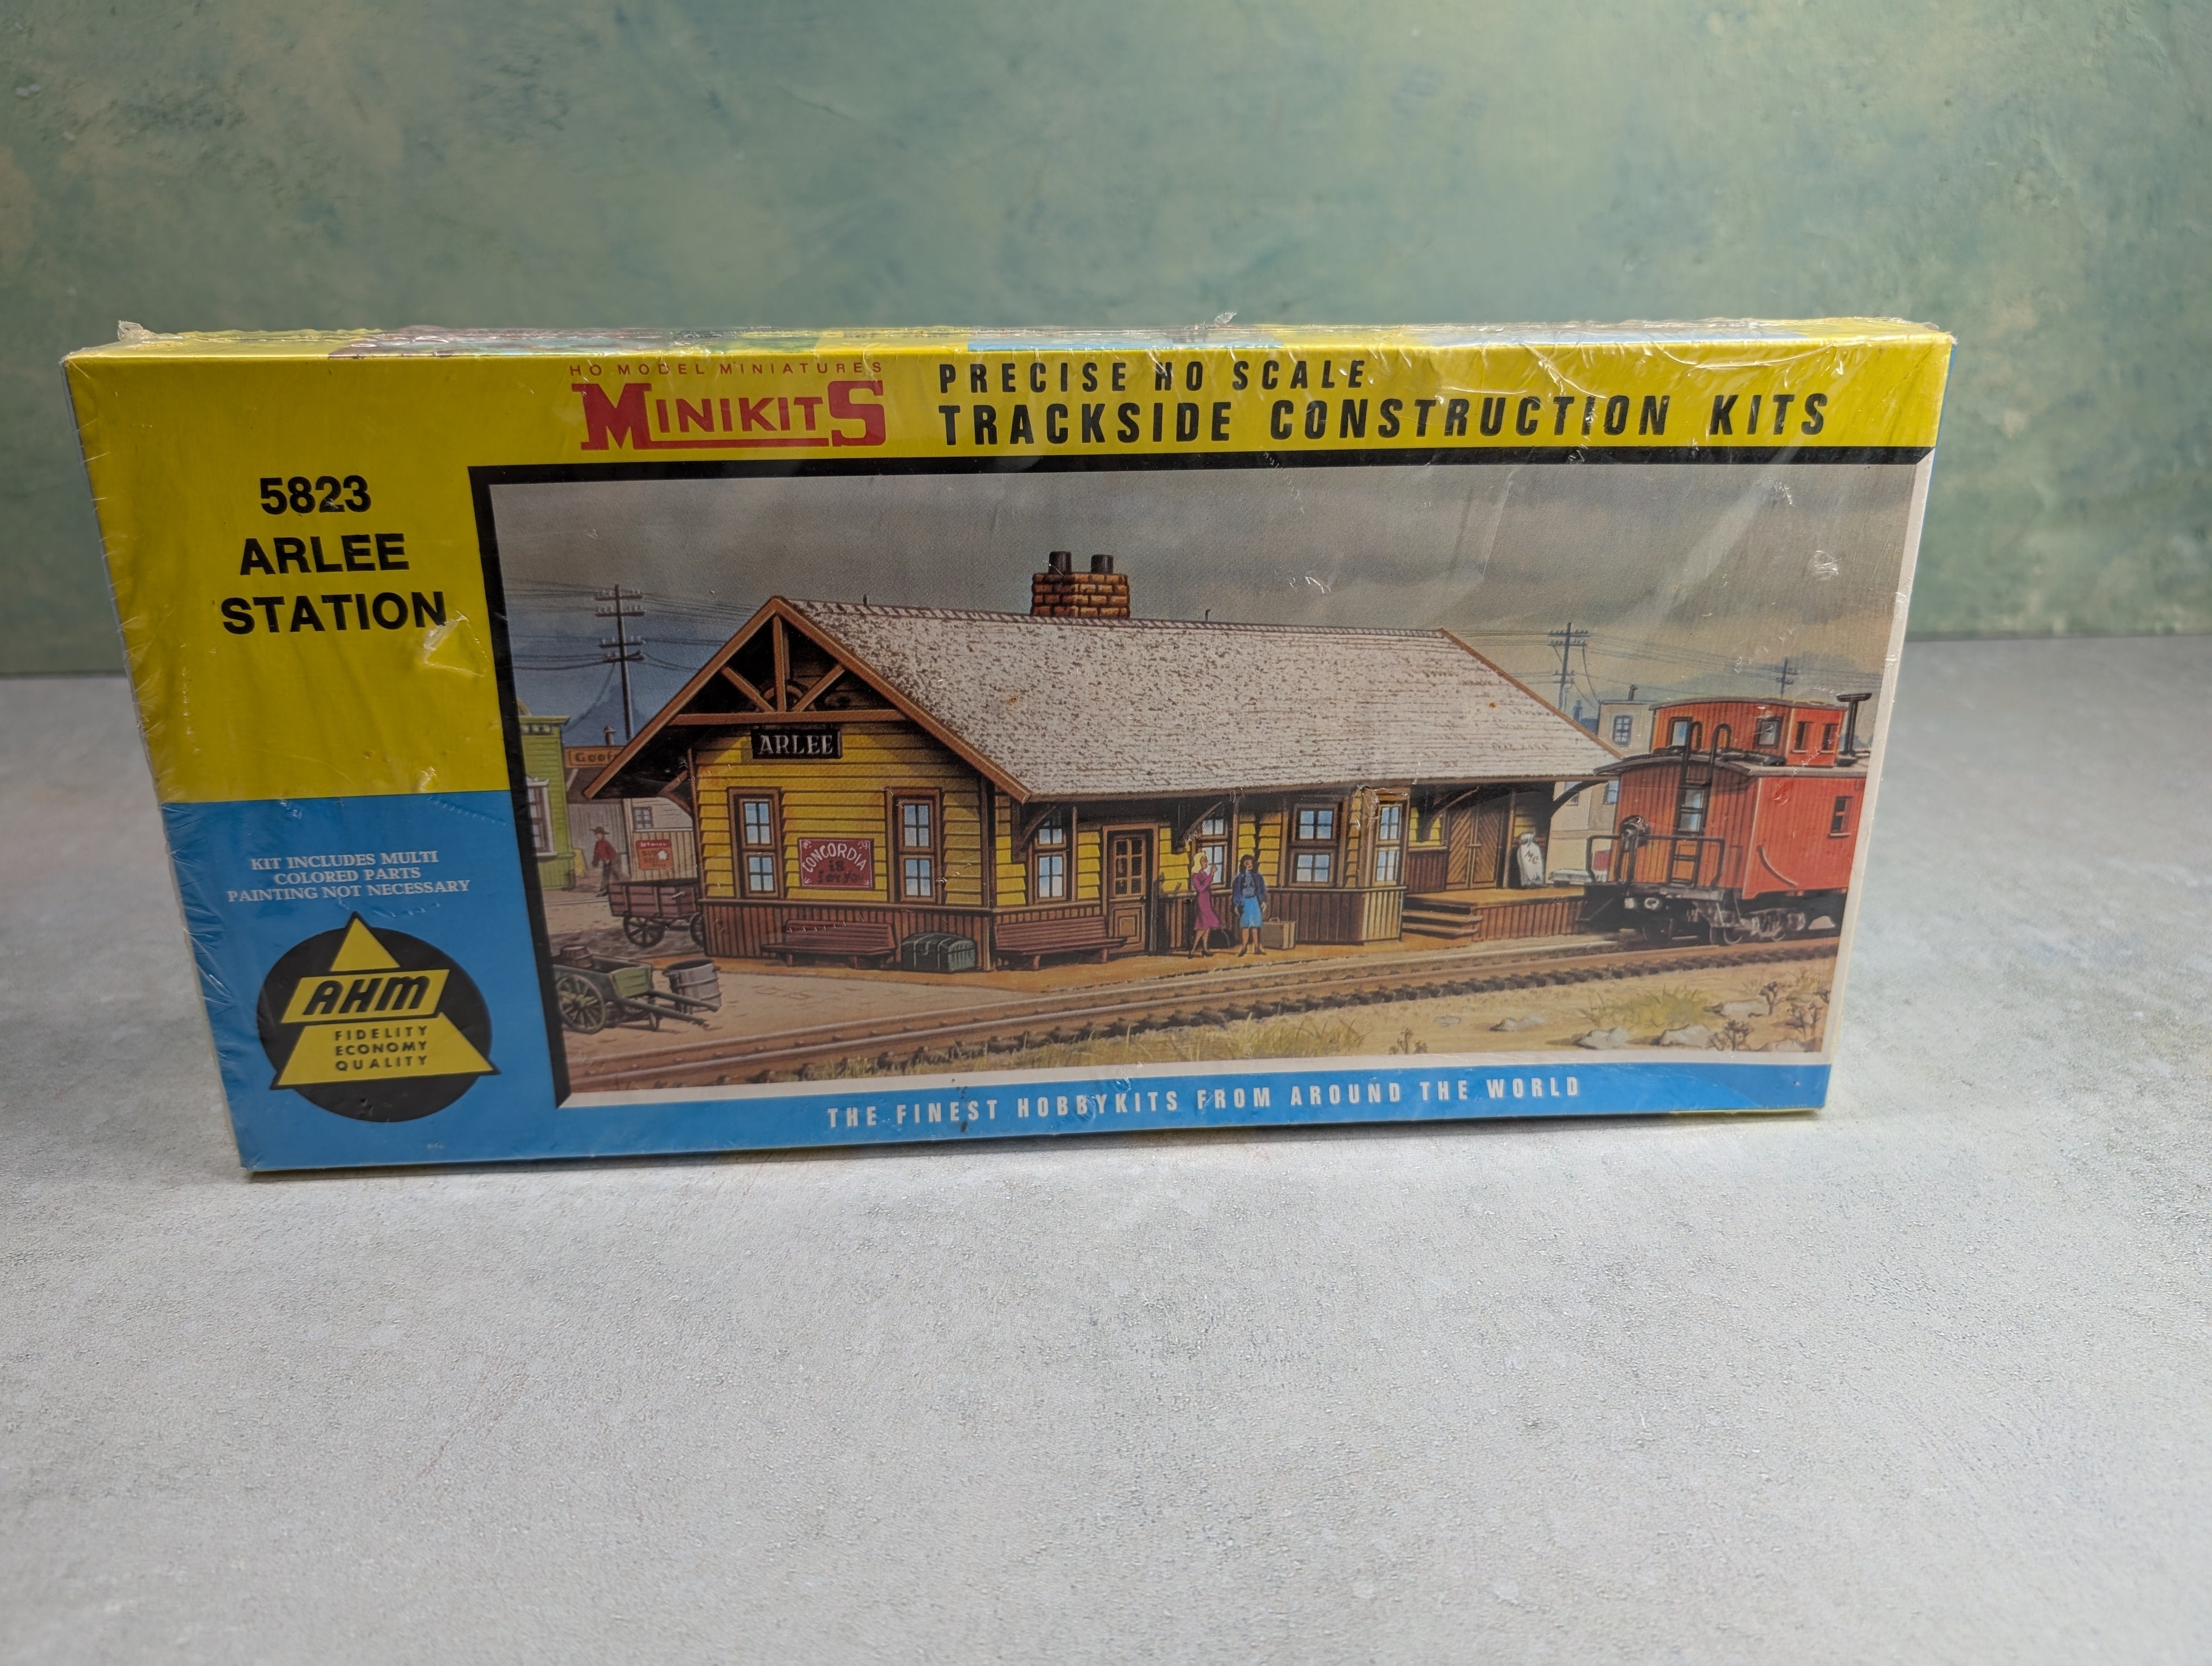 HO MODEL MINIATURES
MINIKITS
PRECISE HO SCALE
TRACKSIDE CONSTRUCTION KITS
5823
ARLEE
STATION
ARLEE
CONCORDIA
KIT INCLUDES MULTI
COLORED PARTS
PAINTING NOT NECESSARY
AHM
FIDELITY
ECONOMY
QUALITY
THE FINEST HOBBYKITS FROM AROUND THE WORLD